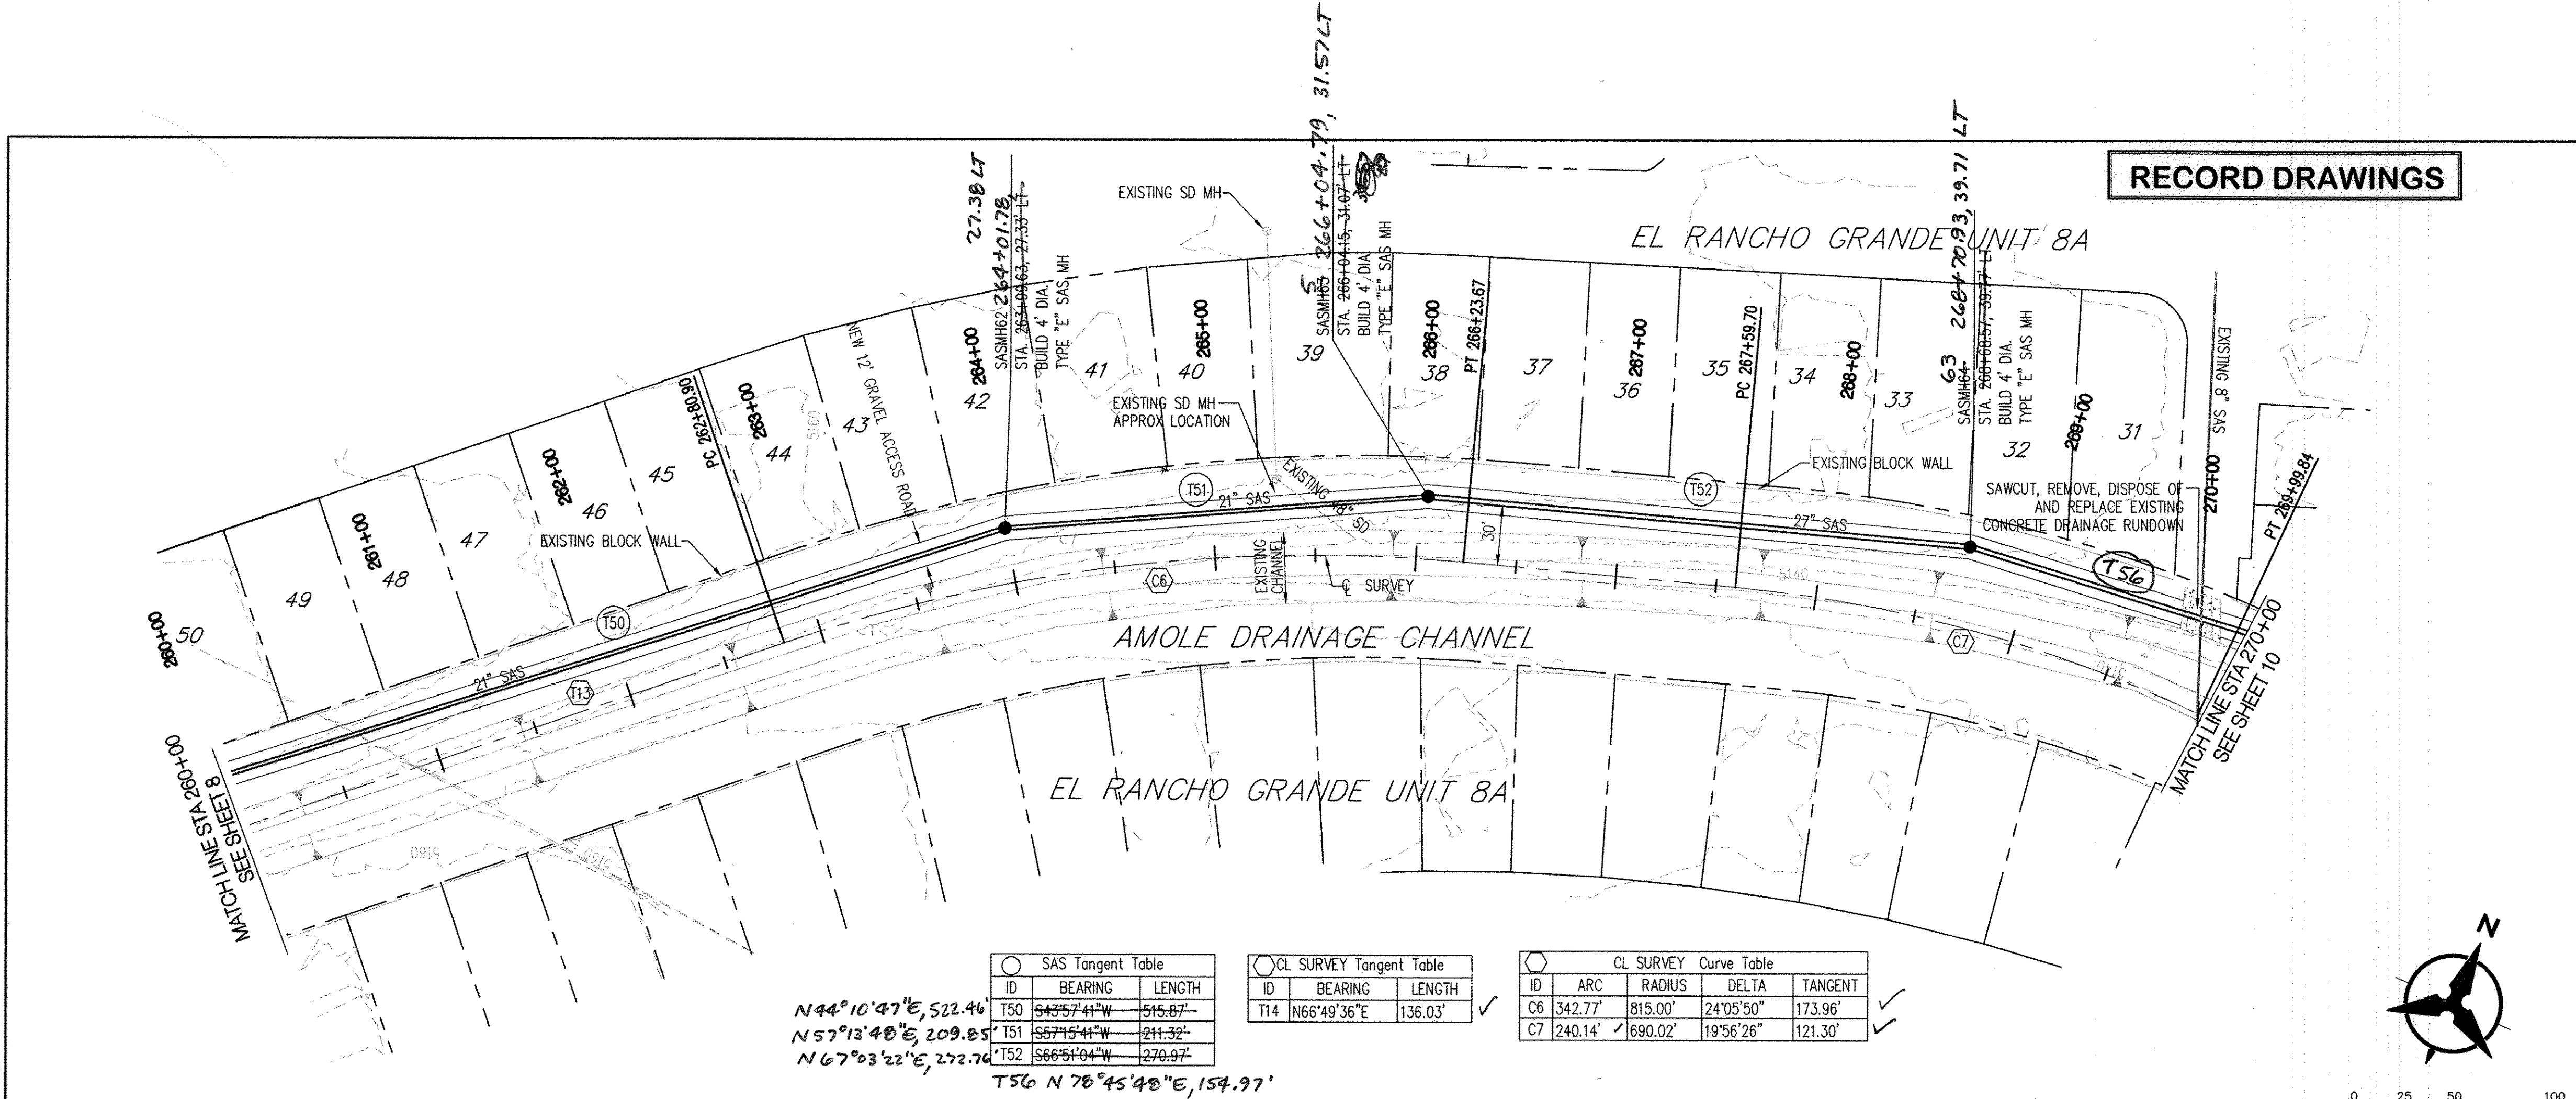 RECORD DRAWINGS
EL RANCHO GRANDE UNIT 8A
27.38 LT
SASMH62 264+01.78,
STA. 263+99.63, 27.33' LT
BUILD 4' DIA.
TYPE "E" SAS MH
EXISTING SD MH
266+04.79, 31.57 LT
5
SASMH63
STA. 266+04.15, 31.07' LT
BUILD 4' DIA.
TYPE "E" SAS MH
63 268+70.93, 39.71 LT
SASMH64
STA. 268+68.57, 39.77' LT
BUILD 4' DIA.
TYPE "E" SAS MH
EXISTING 8" SAS
260+00
261+00
262+00
PC 262+80.90
263+00
264+00
265+00
266+00
PT 266+23.67
267+00
PC 267+59.70
268+00
269+00
270+00
PT 269+99.84
50
49
48
47
46
45
44
43
42
41
40
39
38
37
36
35
34
33
32
31
NEW 12' GRAVEL ACCESS ROAD
5160
EXISTING BLOCK WALL
EXISTING SD MH
APPROX LOCATION
EXISTING 48" SD
EXISTING BLOCK WALL
SAWCUT, REMOVE, DISPOSE OF
AND REPLACE EXISTING
CONCRETE DRAINAGE RUNDOWN
T50
T51
T52
T56
21" SAS
21" SAS
27" SAS
30'
T13
C6
C7
EXISTING
CHANNEL
℄ SURVEY
5140
5140
AMOLE DRAINAGE CHANNEL
EL RANCHO GRANDE UNIT 8A
5160
5160
MATCH LINE STA 260+00
SEE SHEET 8
MATCH LINE STA 270+00
SEE SHEET 10
SAS Tangent Table
ID BEARING LENGTH
N44°10'47"E, 522.46' T50 S43°57'41"W 515.87'
N57°13'48"E, 209.85' T51 S57°15'41"W 211.32'
N67°03'22"E, 272.76' T52 S66°51'04"W 270.97'
T56 N 78°45'48"E, 154.97'
CL SURVEY Tangent Table
ID BEARING LENGTH
T14 N66°49'36"E 136.03' ✓
CL SURVEY Curve Table
ID ARC RADIUS DELTA TANGENT
C6 342.77' 815.00' 24°05'50" 173.96' ✓
C7 240.14' ✓ 690.02' 19°56'26" 121.30' ✓
N
0 25 50 100